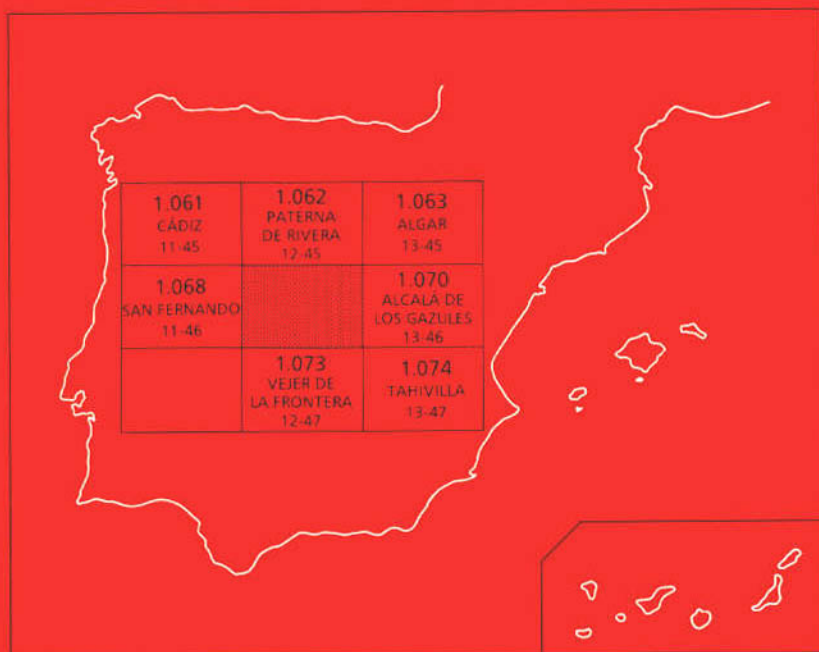 1.061
CÁDIZ
11-45
1.062
PATERNA
DE RIVERA
12-45
1.063
ALGAR
13-45
1.068
SAN FERNANDO
11-46
1.070
ALCALÁ DE
LOS GAZULES
13-46
1.073
VEJER DE
LA FRONTERA
12-47
1.074
TAHIVILLA
13-47